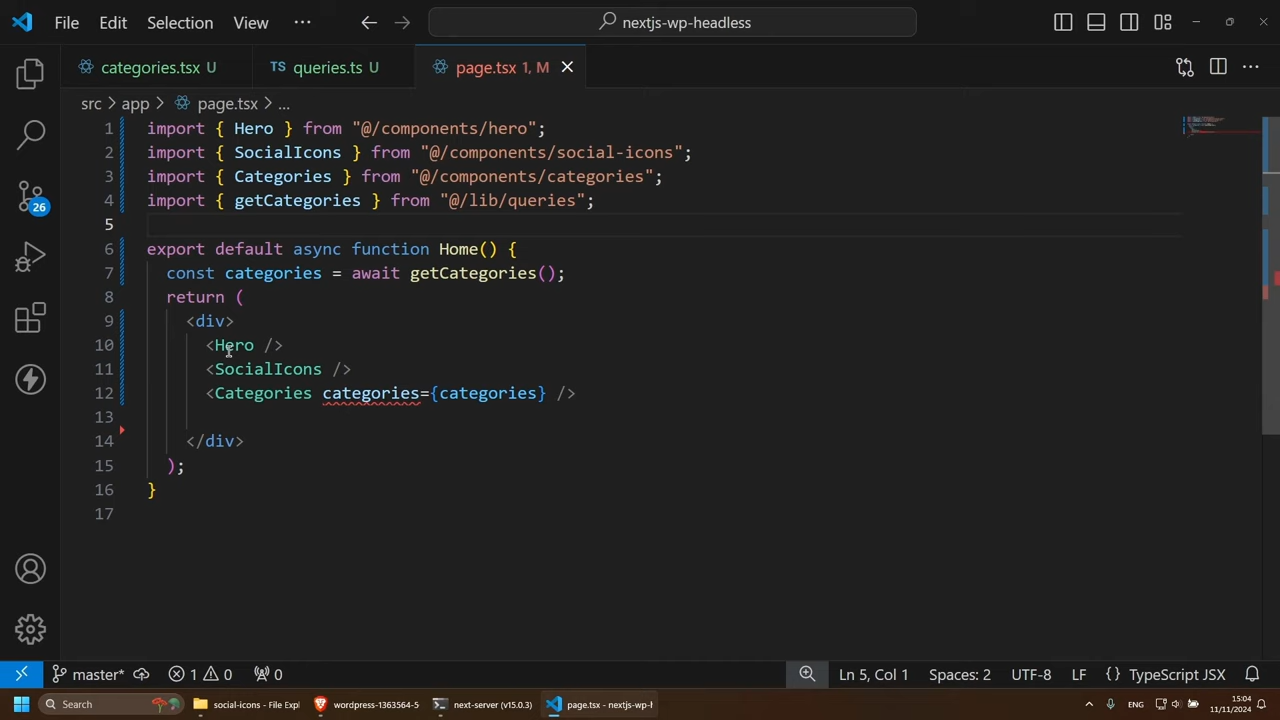 File Edit Selection View ··· nextjs-wp-headless
categories.tsx U TS queries.ts U page.tsx 1, M
src > app > page.tsx > ...
1 import { Hero } from "@/components/hero";
2 import { SocialIcons } from "@/components/social-icons";
3 import { Categories } from "@/components/categories";
4 import { getCategories } from "@/lib/queries";
5
6 export default async function Home() {
7 const categories = await getCategories();
8 return (
9 <div>
10 <Hero />
11 <SocialIcons />
12 <Categories categories={categories} />
13
14 </div>
15 );
16 }
17
26
master* 1 0 0 Ln 5, Col 1 Spaces: 2 UTF-8 LF {} TypeScript JSX
Search social-icons - File Expl wordpress-1363564-5 next-server (v15.0.3) page.tsx - nextjs-wp-h ENG 15:04
11/11/2024